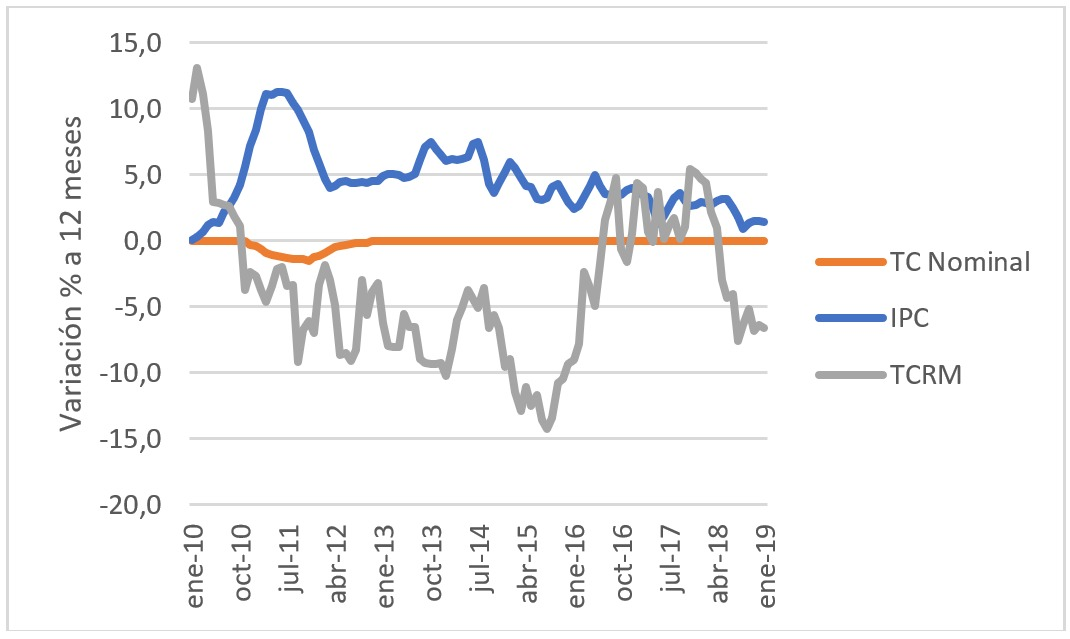 Variación % a 12 meses
15,0
10,0
5,0
0,0
-5,0
-10,0
-15,0
-20,0
ene-10
oct-10
jul-11
abr-12
ene-13
oct-13
jul-14
abr-15
ene-16
oct-16
jul-17
abr-18
ene-19
TC Nominal
IPC
TCRM